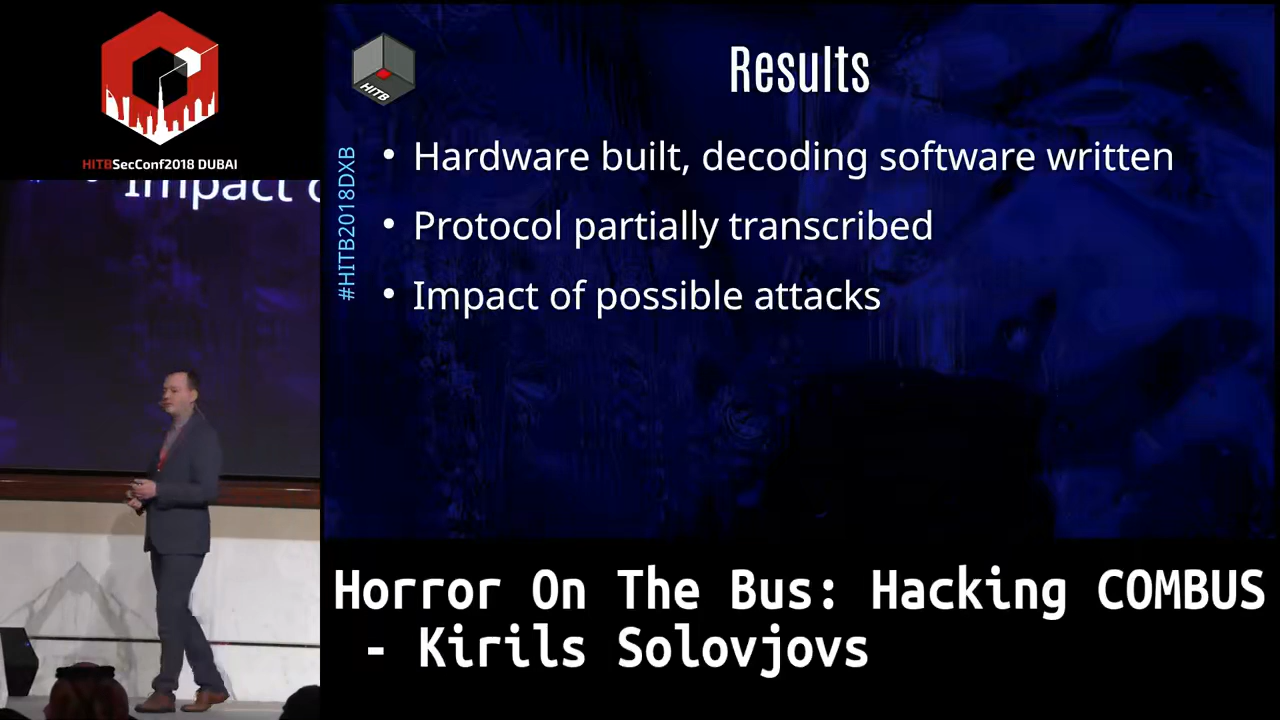 HITBSecConf2018 DUBAI
Impact
HITB
#HITB2018DXB
Results
• Hardware built, decoding software written
• Protocol partially transcribed
• Impact of possible attacks
Horror On The Bus: Hacking COMBUS
- Kirils Solovjovs